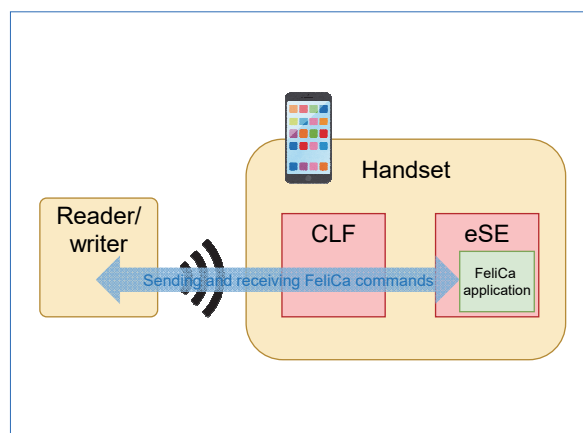 Handset
Reader/
writer
CLF
eSE
FeliCa
application
Sending and receiving FeliCa commands